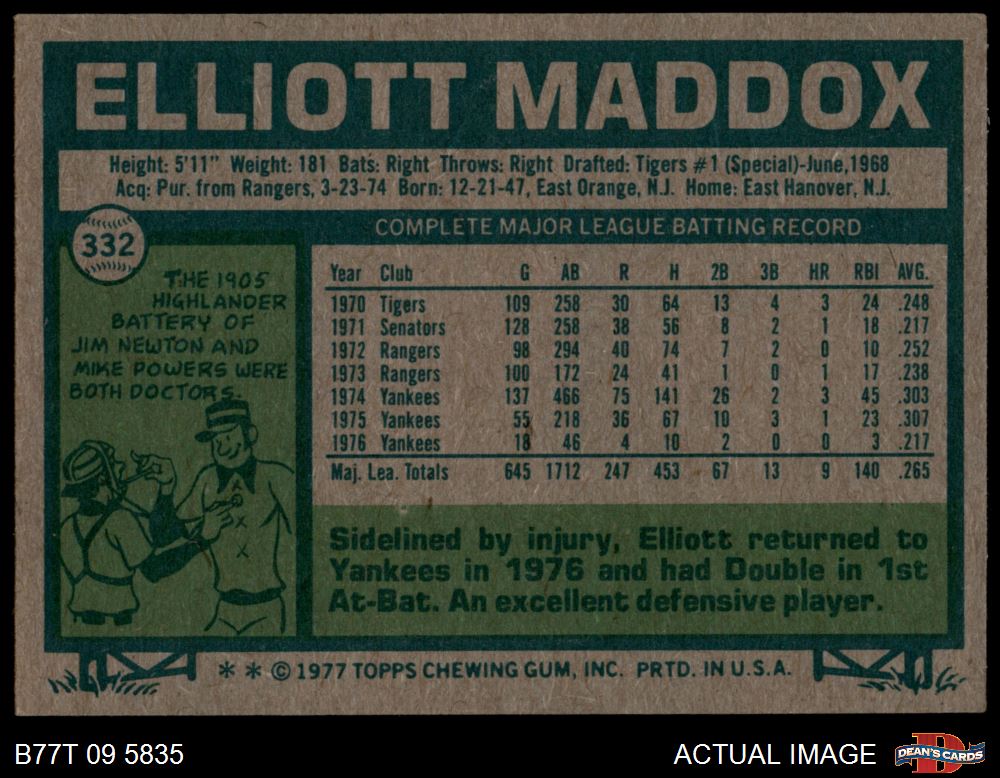 ELLIOTT MADDOX
Height: 5'11" Weight: 181 Bats: Right Throws: Right Drafted: Tigers #1 (Special)-June,1968
Acq: Pur. from Rangers, 3-23-74 Born: 12-21-47, East Orange, N.J. Home: East Hanover, N.J.
332
THE 1905
HIGHLANDER
BATTERY OF
JIM NEWTON AND
MIKE POWERS WERE
BOTH DOCTORS.
COMPLETE MAJOR LEAGUE BATTING RECORD
Year Club G AB R H 2B 3B HR RBI AVG.
1970 Tigers 109 258 30 64 13 4 3 24 .248
1971 Senators 128 258 38 56 8 2 1 18 .217
1972 Rangers 98 294 40 74 7 2 0 10 .252
1973 Rangers 100 172 24 41 1 0 1 17 .238
1974 Yankees 137 466 75 141 26 2 3 45 .303
1975 Yankees 55 218 36 67 10 3 1 23 .307
1976 Yankees 18 46 4 10 2 0 0 3 .217
Maj. Lea. Totals 645 1712 247 453 67 13 9 140 .265
Sidelined by injury, Elliott returned to
Yankees in 1976 and had Double in 1st
At-Bat. An excellent defensive player.
* * © 1977 TOPPS CHEWING GUM, INC. PRTD. IN U.S.A.
B77T 09 5835
ACTUAL IMAGE
DEAN'S CARDS